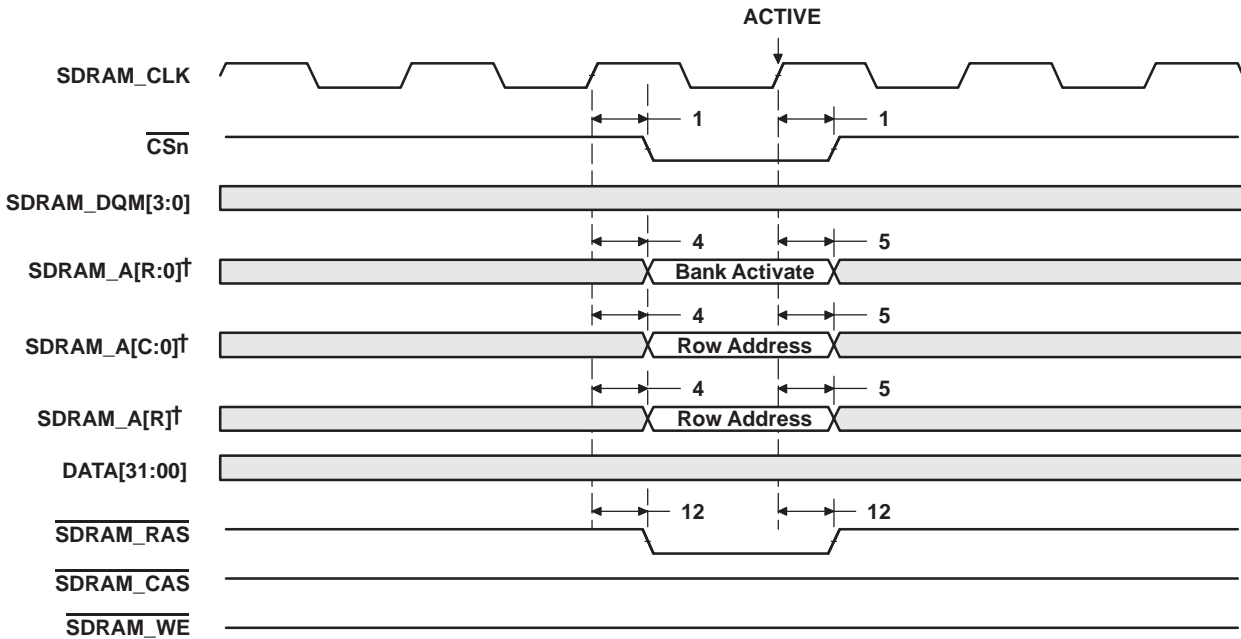 ACTIVE
SDRAM_CLK
1 1
CSn
SDRAM_DQM[3:0]
4 5
SDRAM_A[R:0]† Bank Activate
4 5
SDRAM_A[C:0]† Row Address
4 5
SDRAM_A[R]† Row Address
DATA[31:00]
12 12
SDRAM_RAS
SDRAM_CAS
SDRAM_WE